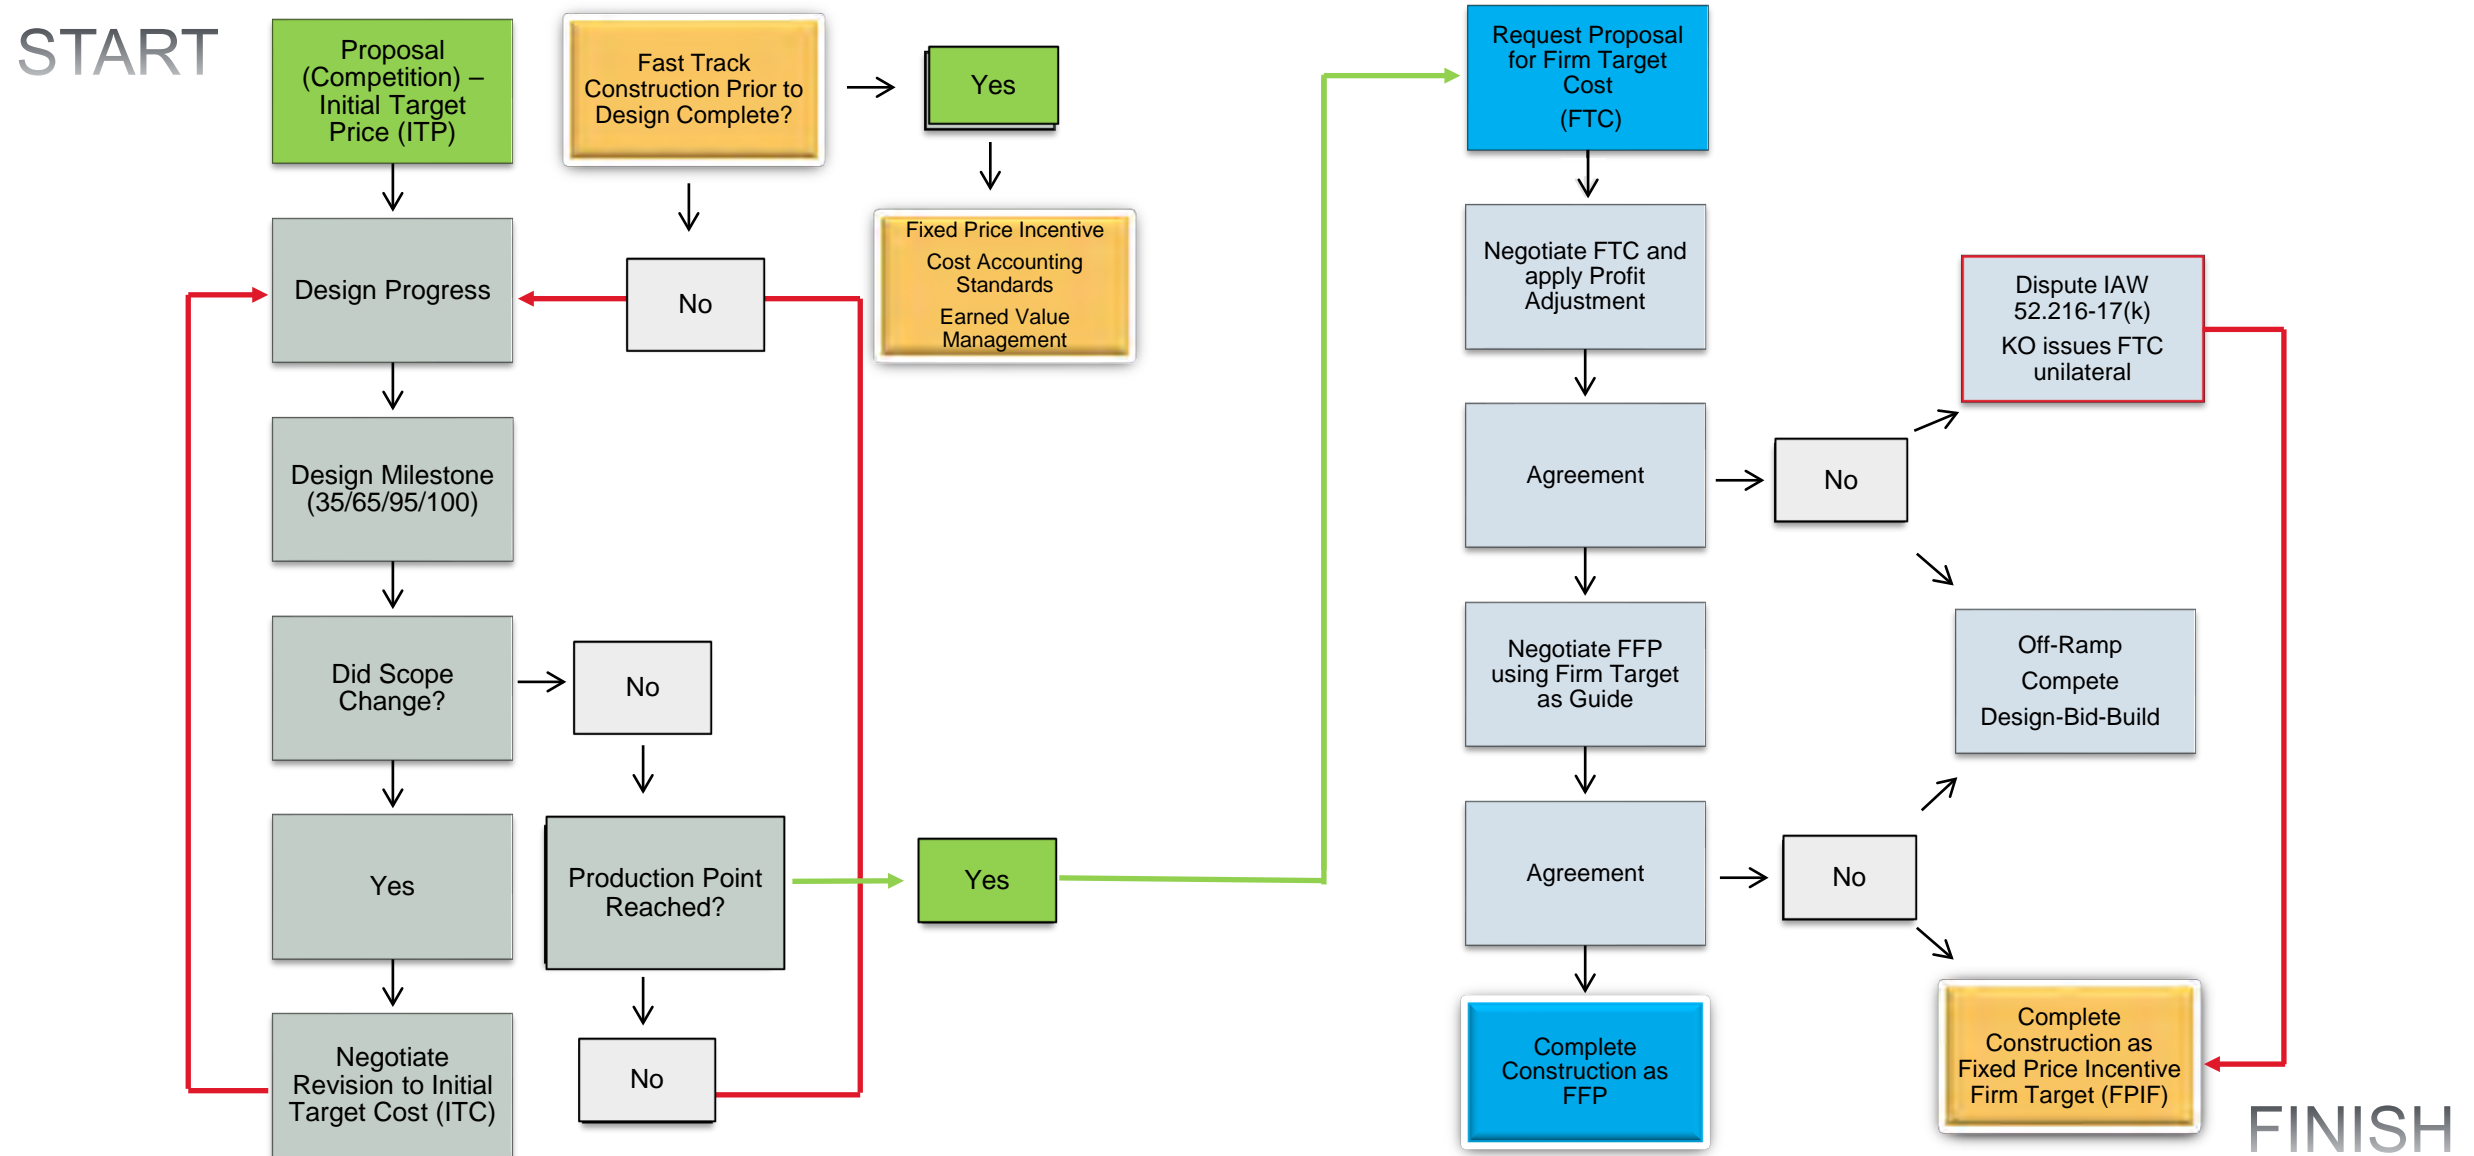 START
Proposal
(Competition) –
Initial Target
Price (ITP)
Design Progress
Design Milestone
(35/65/95/100)
Did Scope
Change?
Yes
Negotiate
Revision to Initial
Target Cost (ITC)
Fast Track
Construction Prior to
Design Complete?
Yes
Fixed Price Incentive
Cost Accounting
Standards
Earned Value
Management
No
No
Production Point
Reached?
Yes
No
Request Proposal
for Firm Target
Cost
(FTC)
Negotiate FTC and
apply Profit
Adjustment
Agreement
No
Dispute IAW
52.216-17(k)
KO issues FTC
unilateral
Negotiate FFP
using Firm Target
as Guide
Off-Ramp
Compete
Design-Bid-Build
Agreement
No
Complete
Construction as
FFP
Complete
Construction as
Fixed Price Incentive
Firm Target (FPIF)
FINISH